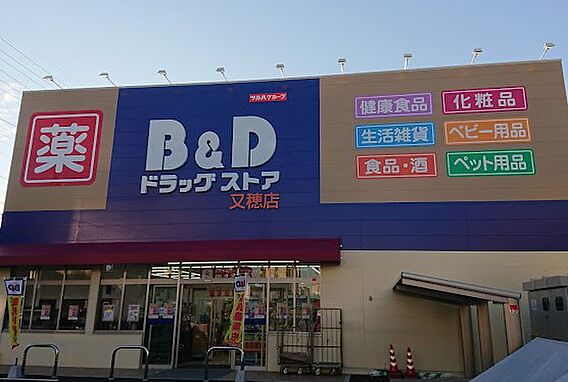 ツルハグループ
薬
B&D
ドラッグストア
又穂店
健康食品
化粧品
生活雑貨
ベビー用品
食品・酒
ペット用品